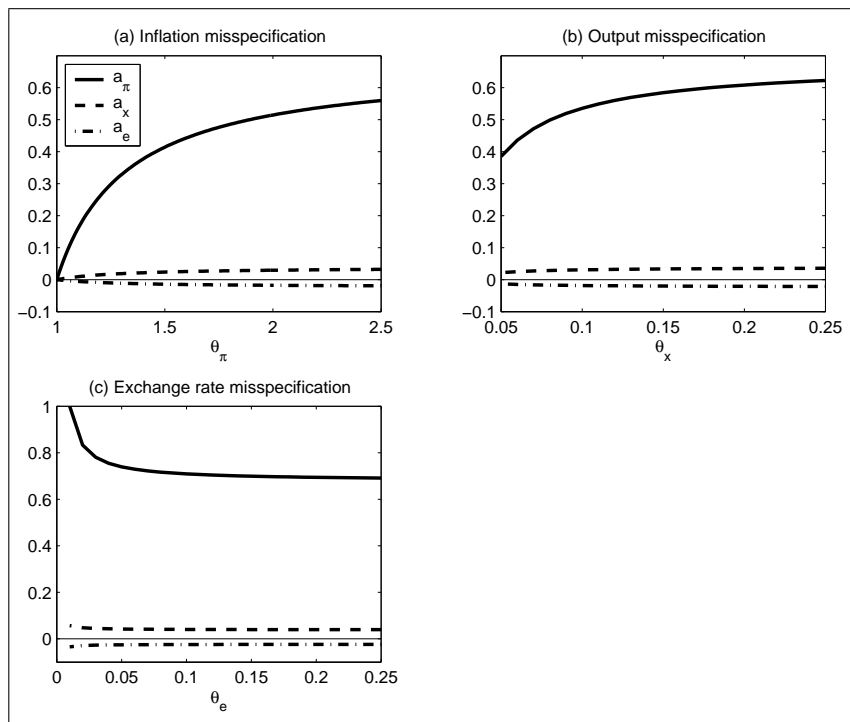 (a) Inflation misspecification
0.6
0.5
0.4
0.3
0.2
0.1
0
−0.1
a_π
a_x
a_e
1 1.5 2 2.5
θ_π
(b) Output misspecification
0.6
0.5
0.4
0.3
0.2
0.1
0
−0.1
0.05 0.1 0.15 0.2 0.25
θ_x
(c) Exchange rate misspecification
1
0.8
0.6
0.4
0.2
0
0 0.05 0.1 0.15 0.2 0.25
θ_e